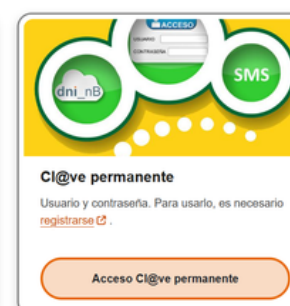 ACCESO
USUARIO
CONTRASEÑA
dni_nB
SMS
Cl@ve permanente
Usuario y contraseña. Para usarlo, es necesario
registrarse .
Acceso Cl@ve permanente